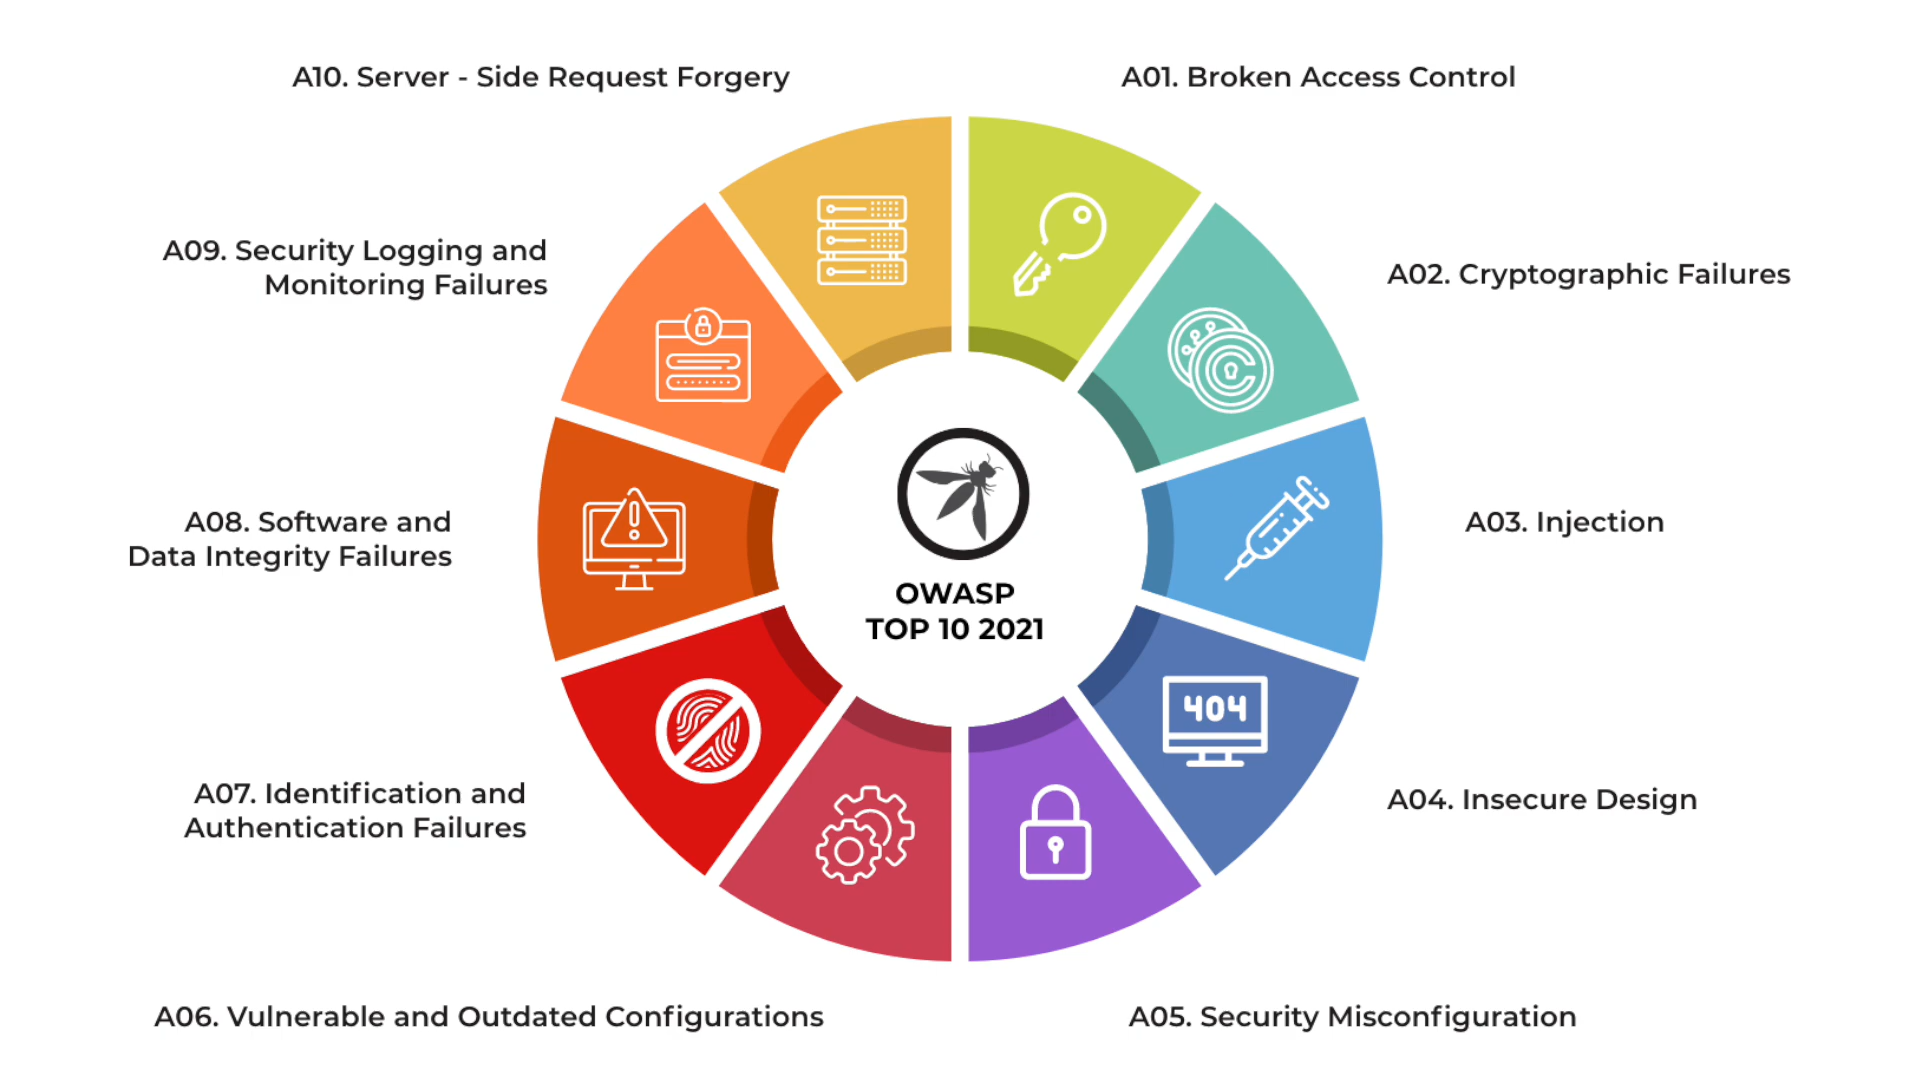 A10. Server - Side Request Forgery
A01. Broken Access Control
A09. Security Logging and
Monitoring Failures
A02. Cryptographic Failures
A08. Software and
Data Integrity Failures
A03. Injection
OWASP
TOP 10 2021
404
A07. Identification and
Authentication Failures
A04. Insecure Design
A06. Vulnerable and Outdated Configurations
A05. Security Misconfiguration